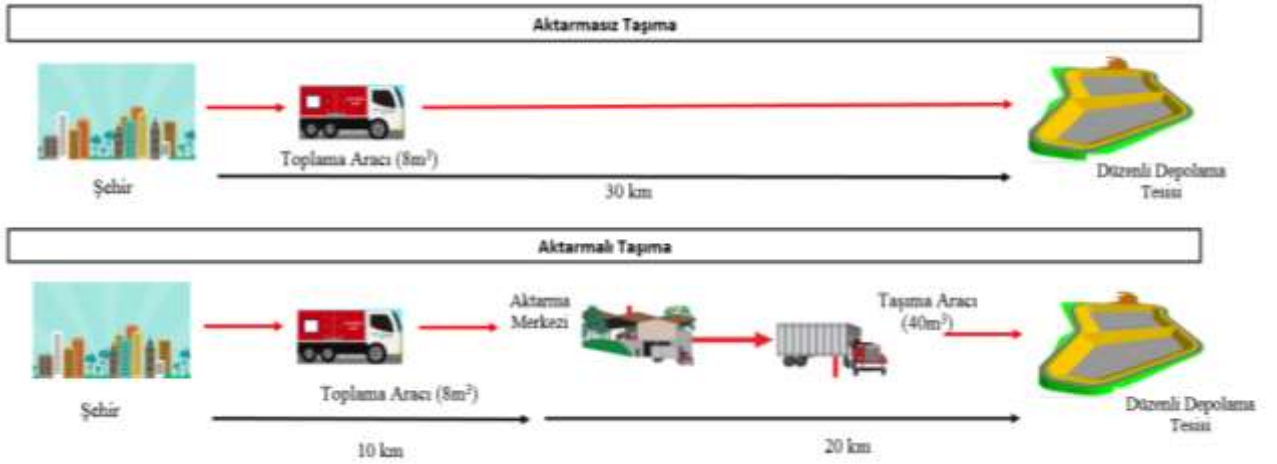 Aktarmasız Taşıma
Toplama Aracı (8m³)
Şehir
30 km
Düzenli Depolama
Tesisi
Aktarmalı Taşıma
Aktarma
Merkezi
Taşıma Aracı
(40m³)
Toplama Aracı (8m³)
Şehir
Düzenli Depolama
Tesisi
10 km
20 km